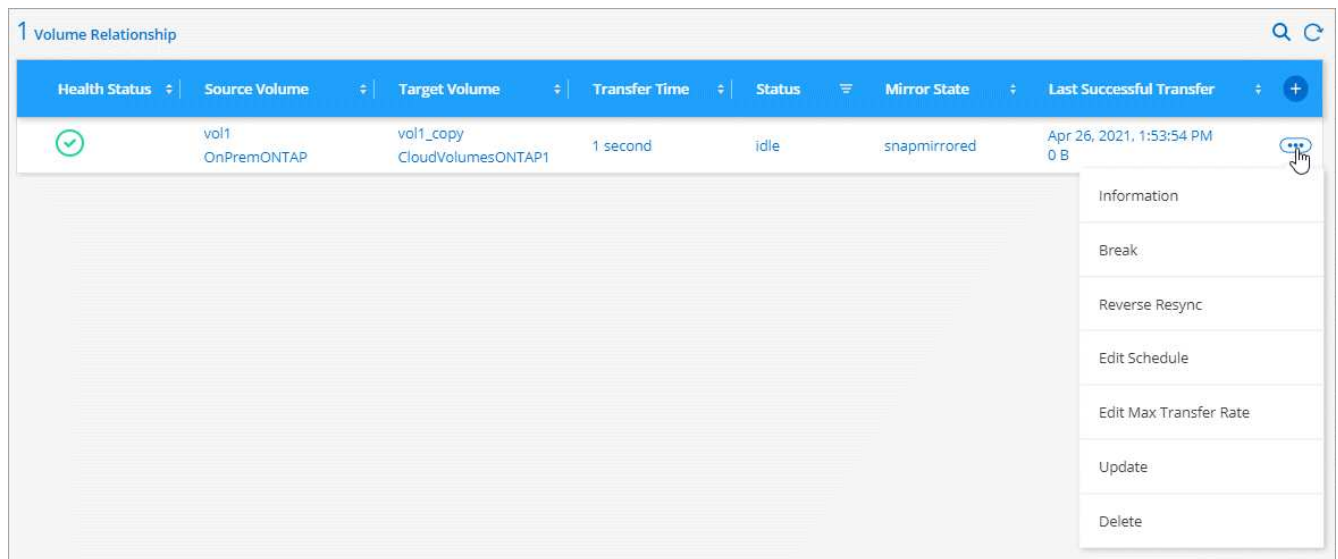 1 Volume Relationship
Health Status Source Volume Target Volume Transfer Time Status Mirror State Last Successful Transfer
vol1 vol1_copy Apr 26, 2021, 1:53:54 PM
1 second idle snapmirrored
OnPremONTAP CloudVolumesONTAP1 0 B
Information
Break
Reverse Resync
Edit Schedule
Edit Max Transfer Rate
Update
Delete